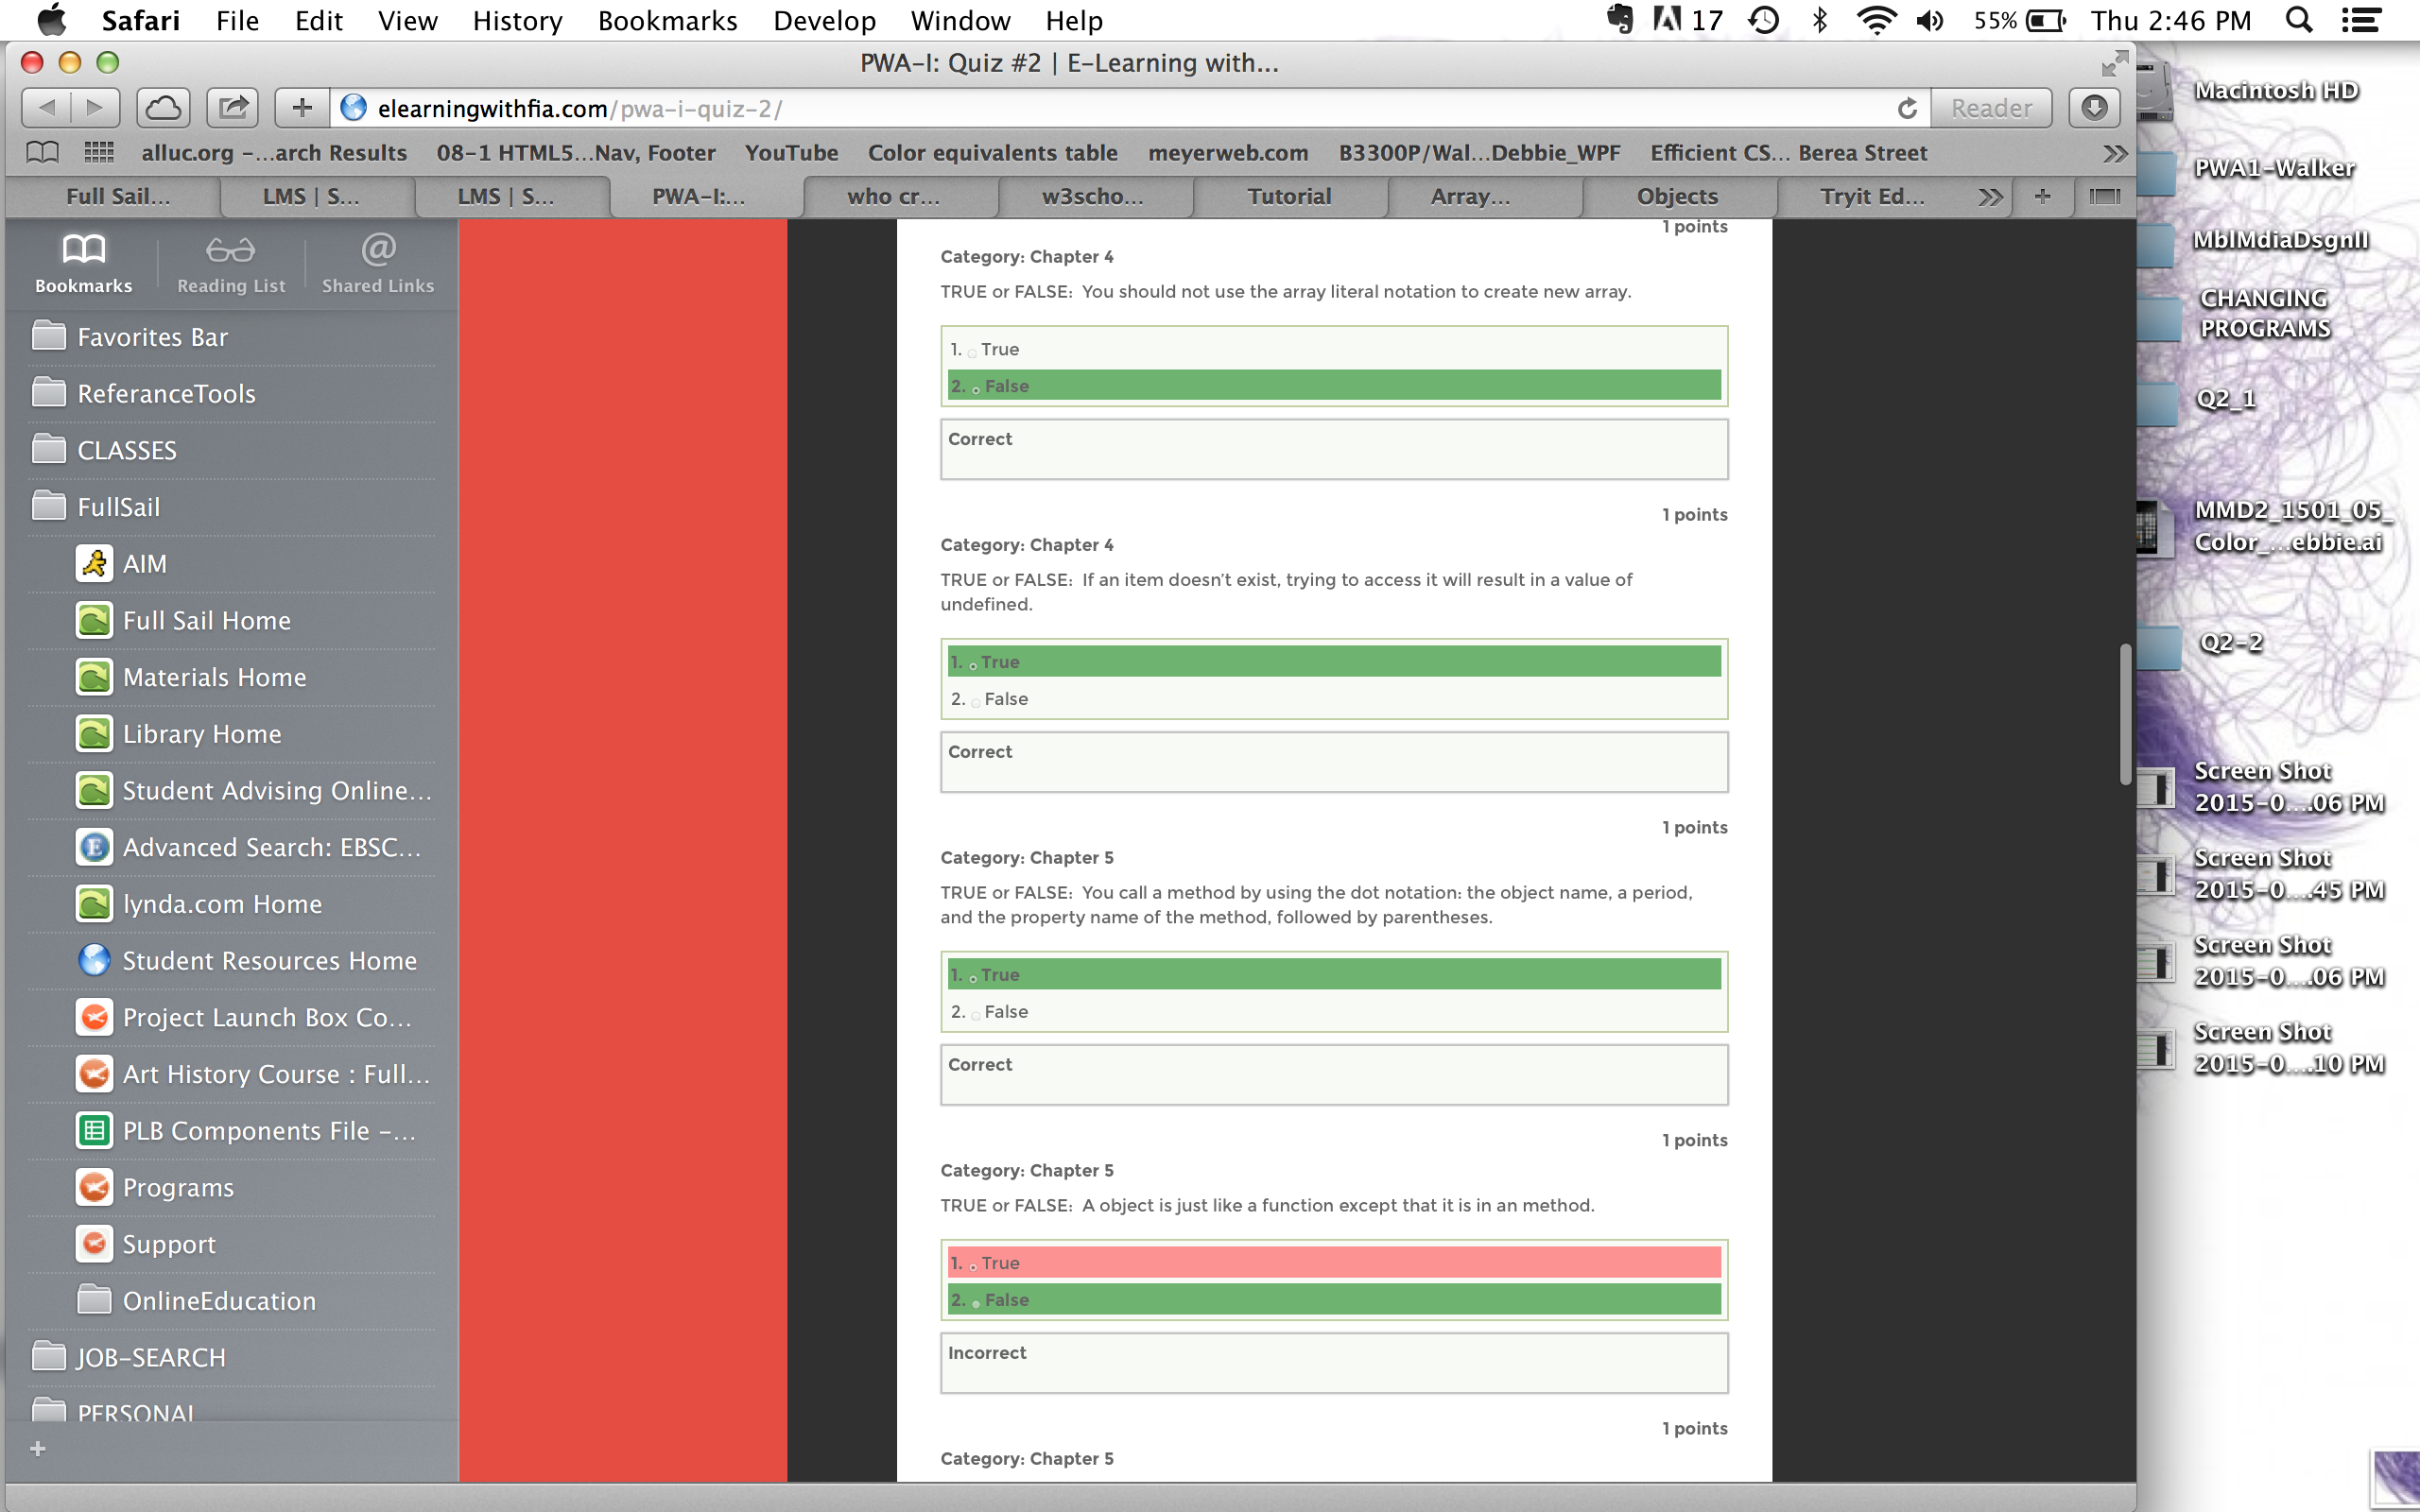 Safari File Edit View History Bookmarks Develop Window Help 17 55% Thu 2:46 PM
PWA-I: Quiz #2 | E-Learning with...
elearningwithfia.com/pwa-i-quiz-2/ Reader
alluc.org -...arch Results 08-1 HTML5...Nav, Footer YouTube Color equivalents table meyerweb.com B3300P/Wal...Debbie_WPF Efficient CS... Berea Street
Full Sail... LMS | S... LMS | S... PWA-I:... who cr... w3scho... Tutorial Array... Objects Tryit Ed...
Bookmarks Reading List Shared Links
Favorites Bar
ReferanceTools
CLASSES
FullSail
AIM
Full Sail Home
Materials Home
Library Home
Student Advising Online...
Advanced Search: EBSC...
lynda.com Home
Student Resources Home
Project Launch Box Co...
Art History Course : Full...
PLB Components File -...
Programs
Support
OnlineEducation
JOB-SEARCH
PERSONAL
1 points
Category: Chapter 4
TRUE or FALSE: You should not use the array literal notation to create new array.
1. True
2. False
Correct
1 points
Category: Chapter 4
TRUE or FALSE: If an item doesn't exist, trying to access it will result in a value of
undefined.
1. True
2. False
Correct
1 points
Category: Chapter 5
TRUE or FALSE: You call a method by using the dot notation: the object name, a period,
and the property name of the method, followed by parentheses.
1. True
2. False
Correct
1 points
Category: Chapter 5
TRUE or FALSE: A object is just like a function except that it is in an method.
1. True
2. False
Incorrect
1 points
Category: Chapter 5
Macintosh HD
PWA1-Walker
MblMdiaDsgnII
CHANGING
PROGRAMS
Q2_1
MMD2_1501_05_
Color_...ebbie.ai
Q2-2
Screen Shot
2015-0....06 PM
Screen Shot
2015-0....45 PM
Screen Shot
2015-0....06 PM
Screen Shot
2015-0....10 PM